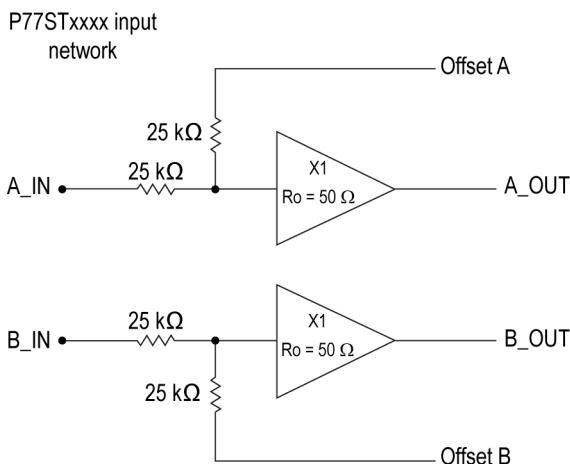 P77STxxxx input
network
Offset A
25 kΩ
25 kΩ
A_IN
X1
Ro = 50 Ω
A_OUT
25 kΩ
B_IN
X1
Ro = 50 Ω
B_OUT
25 kΩ
Offset B